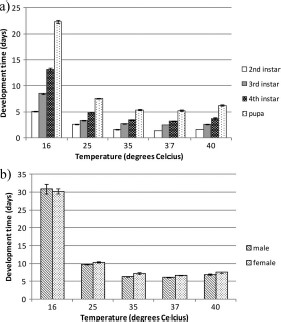 a)
Development time (days)
25
20
15
10
5
0
16 25 35 37 40
Temperature (degrees Celcius)
2nd instar
3rd instar
4th instar
pupa
b)
Development time (days)
35
30
25
20
15
10
5
0
16 25 35 37 40
Temperature (degrees Celcius)
male
female